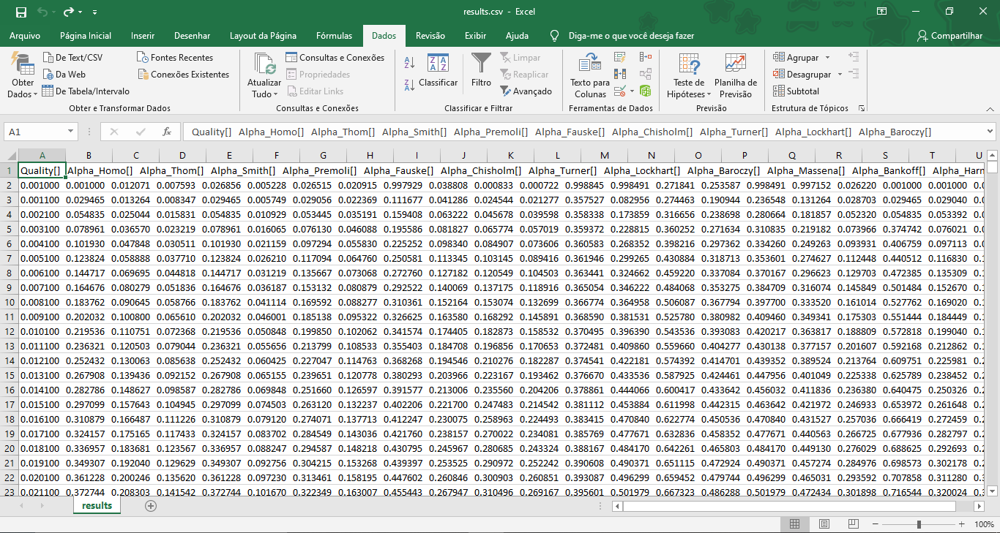 results.csv - Excel
Arquivo Página Inicial Inserir Desenhar Layout da Página Fórmulas Dados Revisão Exibir Ajuda Diga-me o que você deseja fazer Compartilhar
Obter Dados
De Text/CSV
Da Web
De Tabela/Intervalo
Fontes Recentes
Conexões Existentes
Obter e Transformar Dados
Atualizar Tudo
Consultas e Conexões
Propriedades
Editar Links
Consultas e Conexões
Classificar
Filtro
Limpar
Reaplicar
Avançado
Classificar e Filtrar
Texto para Colunas
Ferramentas de Dados
Teste de Hipóteses
Planilha de Previsão
Previsão
Agrupar
Desagrupar
Subtotal
Estrutura de Tópicos
A1 fx Quality[] Alpha_Homo[] Alpha_Thom[] Alpha_Smith[] Alpha_Premoli[] Alpha_Fauske[] Alpha_Chisholm[] Alpha_Turner[] Alpha_Lockhart[] Alpha_Baroczy[]
A B C D E F G H I J K L M N O P Q R S T U
1 Quality[] Alpha_Homo[] Alpha_Thom[] Alpha_Smith[] Alpha_Premoli[] Alpha_Fauske[] Alpha_Chisholm[] Alpha_Turner[] Alpha_Lockhart[] Alpha_Baroczy[] Alpha_Massena[] Alpha_Bankoff[] Alpha_Harn
2 0.001000 0.001000 0.012071 0.007593 0.026856 0.005228 0.026515 0.020915 0.997929 0.038808 0.000833 0.000722 0.998845 0.998491 0.271841 0.253587 0.998491 0.997152 0.026220 0.001000 0.001000
3 0.001100 0.029465 0.013264 0.008347 0.029465 0.005749 0.029056 0.022369 0.111677 0.041286 0.024544 0.021277 0.357527 0.082956 0.274463 0.190944 0.236548 0.131264 0.028703 0.029465 0.029040
4 0.002100 0.054835 0.025044 0.015831 0.054835 0.010929 0.053445 0.035191 0.159408 0.063222 0.045678 0.039598 0.358338 0.173859 0.316656 0.238698 0.280664 0.181857 0.052320 0.054835 0.053392
5 0.003100 0.078961 0.036570 0.023219 0.078961 0.016065 0.076130 0.046088 0.195586 0.081827 0.065774 0.057019 0.359372 0.228815 0.360252 0.271634 0.310835 0.219182 0.073966 0.374742 0.076021
6 0.004100 0.101930 0.047848 0.030511 0.101930 0.021159 0.097294 0.055830 0.225252 0.098340 0.084907 0.073606 0.360583 0.268352 0.398216 0.297362 0.334260 0.249263 0.093931 0.406759 0.097113
7 0.005100 0.123824 0.058888 0.037710 0.123824 0.026210 0.117094 0.064760 0.250581 0.113345 0.103145 0.089416 0.361946 0.299265 0.430884 0.318713 0.353601 0.274627 0.112448 0.440512 0.116830
8 0.006100 0.144717 0.069695 0.044818 0.144717 0.031219 0.135667 0.073068 0.272760 0.127182 0.120549 0.104503 0.363441 0.324662 0.459220 0.337084 0.370167 0.296623 0.129703 0.472385 0.135309
9 0.007100 0.164676 0.080279 0.051836 0.164676 0.036187 0.153132 0.080879 0.292522 0.140069 0.137175 0.118916 0.365054 0.346222 0.484068 0.353275 0.384709 0.316074 0.145849 0.501484 0.152670
10 0.008100 0.183762 0.090645 0.058766 0.183762 0.041114 0.169592 0.088277 0.310361 0.152164 0.153074 0.132699 0.366774 0.364958 0.506087 0.367794 0.397700 0.333520 0.161014 0.527762 0.169020
11 0.009100 0.202032 0.100800 0.065610 0.202032 0.046001 0.185138 0.095322 0.326625 0.163580 0.168292 0.145891 0.368590 0.381531 0.525780 0.380982 0.409460 0.349341 0.175303 0.551444 0.184449
12 0.010100 0.219536 0.110751 0.072368 0.219536 0.050848 0.199850 0.102062 0.341574 0.174405 0.182873 0.158532 0.370495 0.396390 0.543536 0.393083 0.420217 0.363817 0.188809 0.572818 0.199040
13 0.011100 0.236321 0.120503 0.079044 0.236321 0.055656 0.213799 0.108533 0.355403 0.184708 0.196856 0.170653 0.372481 0.409860 0.559660 0.404277 0.430138 0.377157 0.201607 0.592168 0.212862
14 0.012100 0.252432 0.130063 0.085638 0.252432 0.060425 0.227047 0.114763 0.368268 0.194546 0.210276 0.182287 0.374541 0.422181 0.574392 0.414701 0.439352 0.389524 0.213764 0.609751 0.225981
15 0.013100 0.267908 0.139436 0.092152 0.267908 0.065155 0.239651 0.120778 0.380293 0.203966 0.223167 0.193462 0.376670 0.433536 0.587925 0.424461 0.447956 0.401049 0.225338 0.625789 0.238452
16 0.014100 0.282786 0.148627 0.098587 0.282786 0.069848 0.251660 0.126597 0.391577 0.213006 0.235560 0.204206 0.378861 0.444066 0.600417 0.433642 0.456032 0.411836 0.236380 0.640475 0.250326
17 0.015100 0.297099 0.157643 0.104945 0.297099 0.074503 0.263120 0.132237 0.402206 0.221700 0.247483 0.214542 0.381112 0.453884 0.611998 0.442315 0.463642 0.421972 0.246933 0.653972 0.261648
18 0.016100 0.310879 0.166487 0.111226 0.310879 0.079120 0.274071 0.137713 0.412247 0.230075 0.258963 0.224493 0.383415 0.470840 0.622774 0.450536 0.470840 0.431527 0.257036 0.666419 0.272459
19 0.017100 0.324157 0.175165 0.117433 0.324157 0.083702 0.284549 0.143036 0.421760 0.238157 0.270022 0.234081 0.385769 0.477671 0.632836 0.458352 0.477671 0.440563 0.266725 0.677936 0.282797
20 0.018100 0.336957 0.183681 0.123567 0.336957 0.088247 0.294587 0.148218 0.430795 0.245967 0.280685 0.243324 0.388167 0.484170 0.642261 0.465803 0.484170 0.449130 0.276029 0.688625 0.292693
21 0.019100 0.349307 0.192040 0.129629 0.349307 0.092756 0.304215 0.153268 0.439397 0.253525 0.290972 0.252242 0.390608 0.490371 0.651115 0.472924 0.490371 0.457274 0.284976 0.698573 0.302178
22 0.020100 0.361228 0.200246 0.135620 0.361228 0.097230 0.313461 0.158195 0.447602 0.260846 0.300903 0.260851 0.393087 0.496299 0.659452 0.479744 0.496299 0.465031 0.293592 0.707858 0.311280
23 0.021100 0.372744 0.208303 0.141542 0.372744 0.101670 0.322349 0.163007 0.455443 0.267947 0.310496 0.269167 0.395601 0.501979 0.667323 0.486288 0.501979 0.472434 0.301898 0.716544 0.320024
results
100%